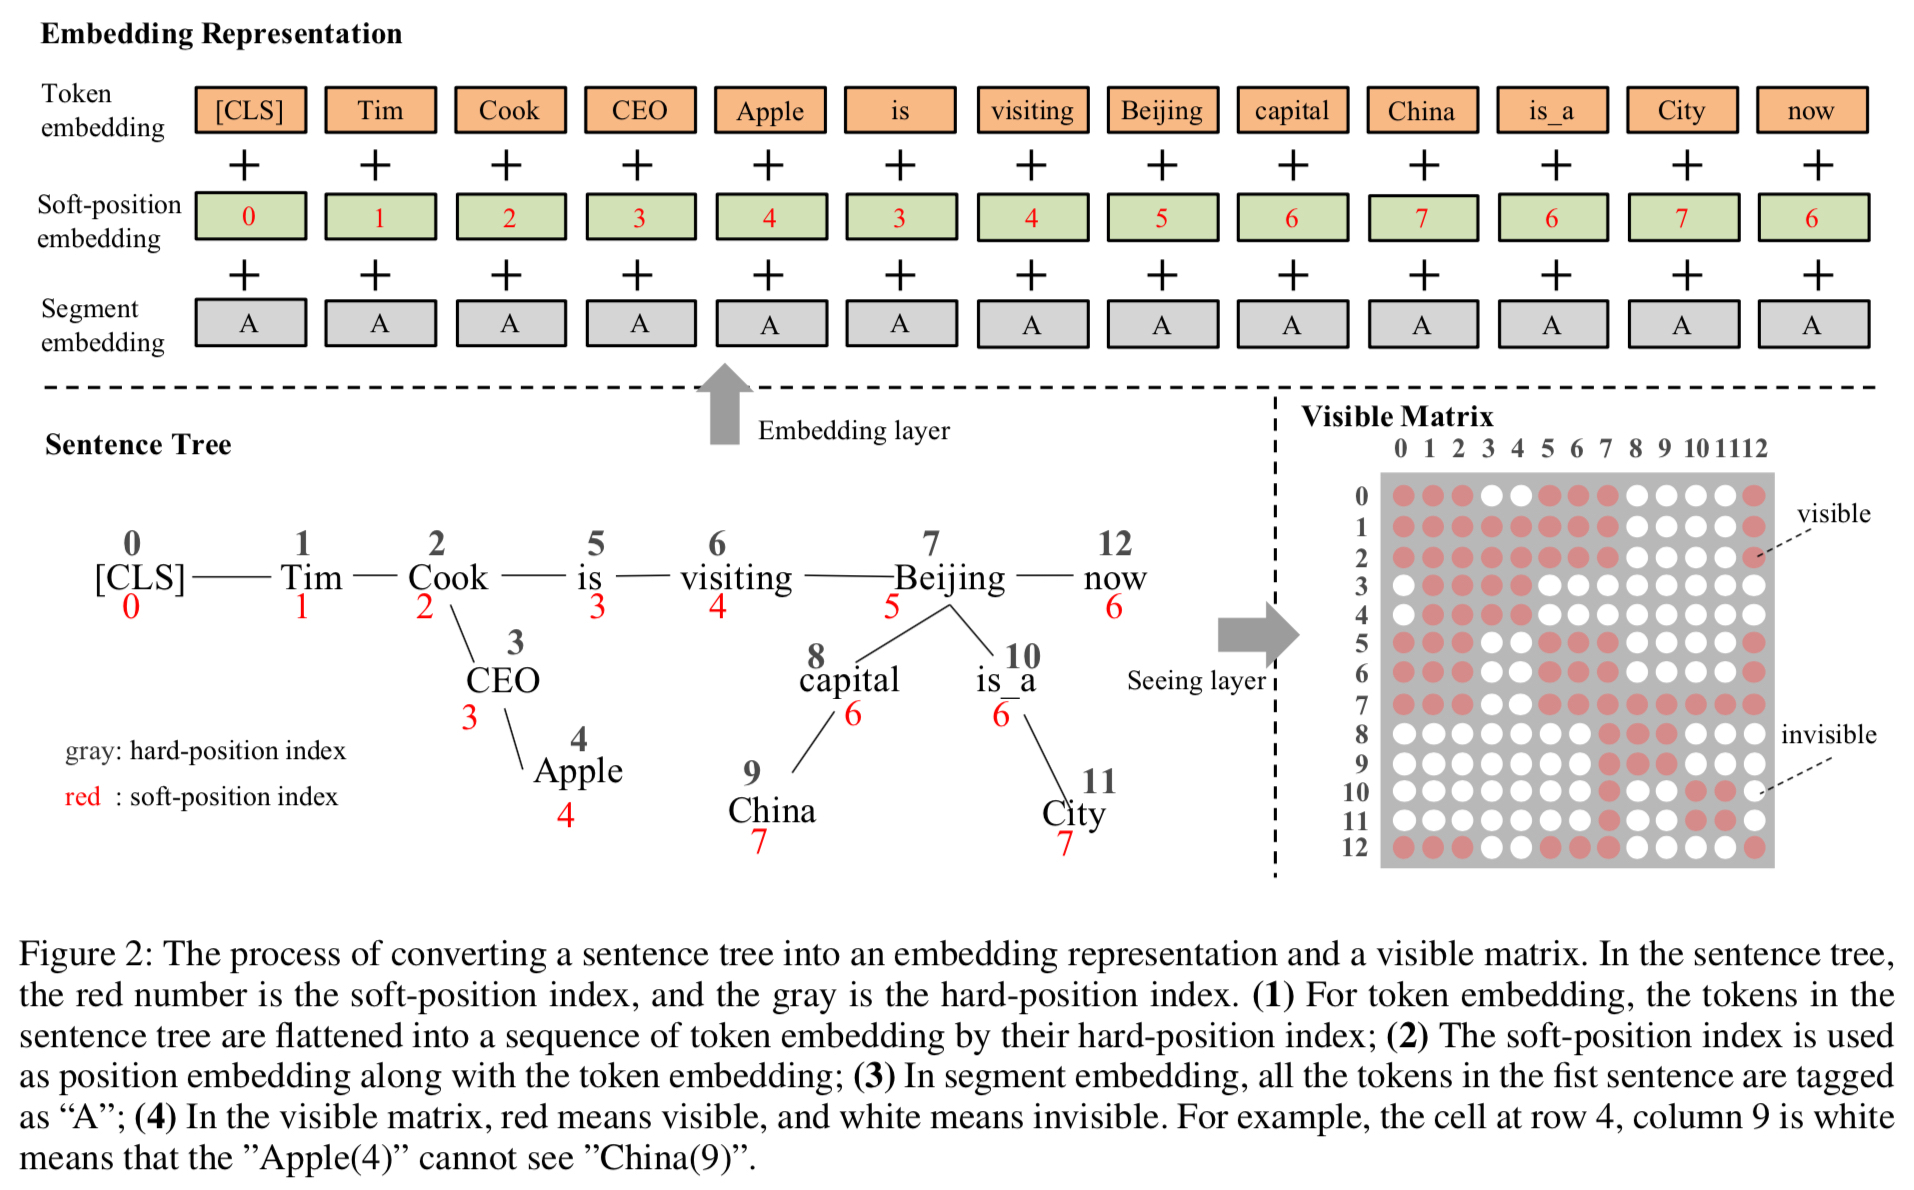 Embedding Representation
Token embedding
[CLS] Tim Cook CEO Apple is visiting Beijing capital China is_a City now
+ + + + + + + + + + + + +
Soft-position embedding
0 1 2 3 4 3 4 5 6 7 6 7 6
+ + + + + + + + + + + + +
Segment embedding
A A A A A A A A A A A A A
Embedding layer
Sentence Tree
0 1 2 5 6 7 12
[CLS] Tim Cook is visiting Beijing now
0 1 2 3 4 5 6
3 8 10
CEO capital is_a
3 6 6
4 9 11
Apple China City
4 7 7
gray: hard-position index
red : soft-position index
Seeing layer
Visible Matrix
0 1 2 3 4 5 6 7 8 9 10 11 12
0
1
2
3
4
5
6
7
8
9
10
11
12
visible
invisible
Figure 2: The process of converting a sentence tree into an embedding representation and a visible matrix. In the sentence tree,
the red number is the soft-position index, and the gray is the hard-position index. (1) For token embedding, the tokens in the
sentence tree are flattened into a sequence of token embedding by their hard-position index; (2) The soft-position index is used
as position embedding along with the token embedding; (3) In segment embedding, all the tokens in the fist sentence are tagged
as “A”; (4) In the visible matrix, red means visible, and white means invisible. For example, the cell at row 4, column 9 is white
means that the ”Apple(4)” cannot see ”China(9)”.